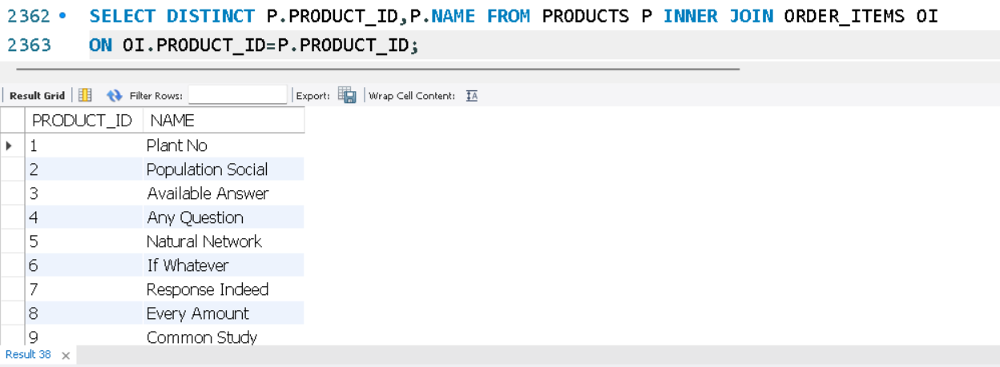 2362 • SELECT DISTINCT P.PRODUCT_ID,P.NAME FROM PRODUCTS P INNER JOIN ORDER_ITEMS OI
2363 ON OI.PRODUCT_ID=P.PRODUCT_ID;
Result Grid Filter Rows: Export: Wrap Cell Content: IA
PRODUCT_ID NAME
1 Plant No
2 Population Social
3 Available Answer
4 Any Question
5 Natural Network
6 If Whatever
7 Response Indeed
8 Every Amount
9 Common Study
Result 38 ×